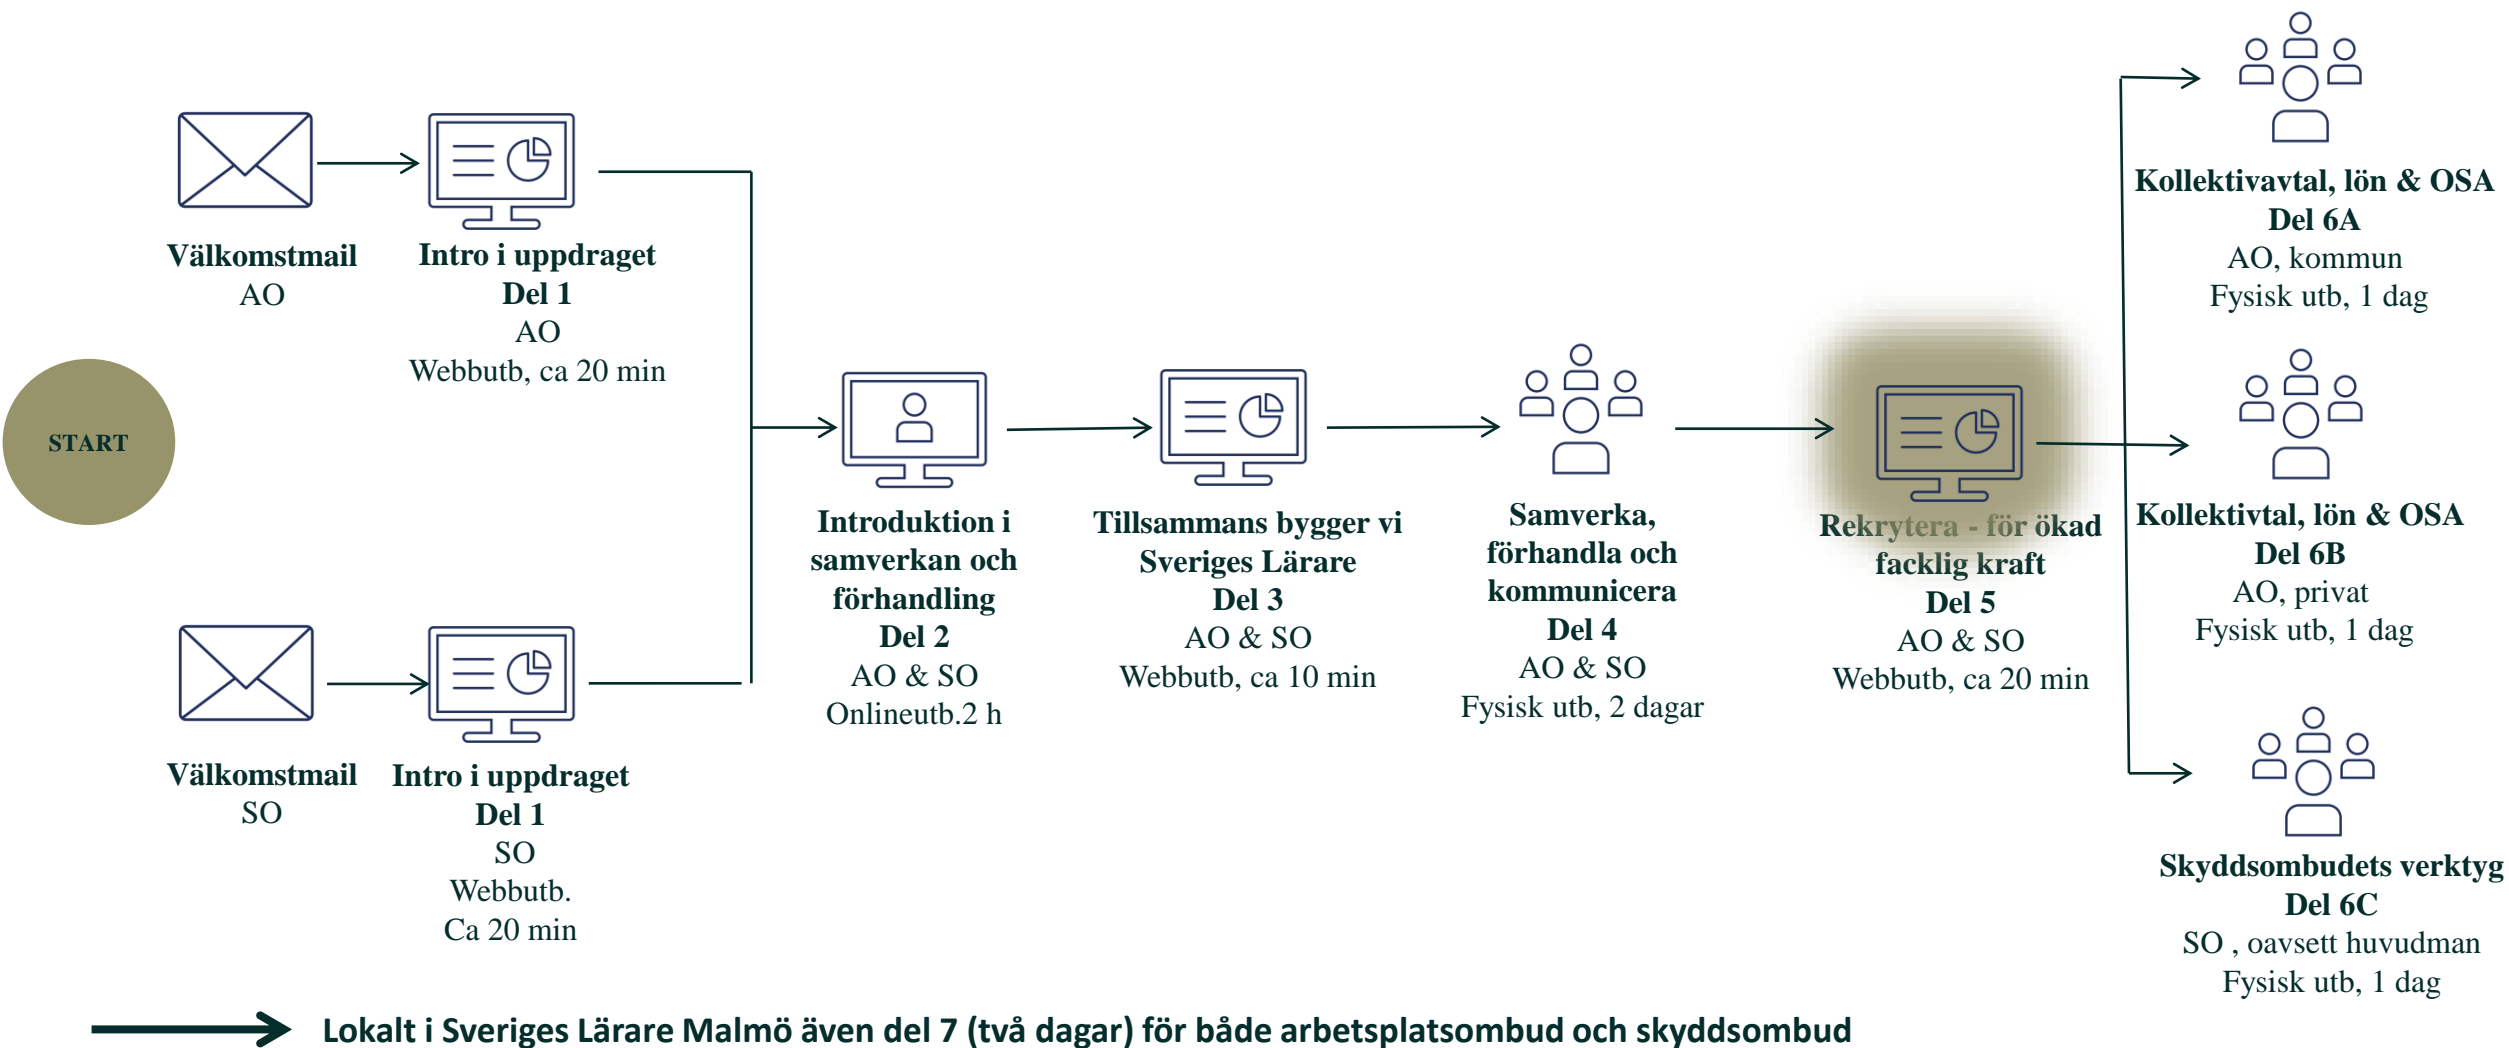 START
Välkomstmail
AO
Intro i uppdraget
Del 1
AO
Webbutb, ca 20 min
Välkomstmail
SO
Intro i uppdraget
Del 1
SO
Webbutb.
Ca 20 min
Introduktion i
samverkan och
förhandling
Del 2
AO & SO
Onlineutb.2 h
Tillsammans bygger vi
Sveriges Lärare
Del 3
AO & SO
Webbutb, ca 10 min
Samverka,
förhandla och
kommunicera
Del 4
AO & SO
Fysisk utb, 2 dagar
Rekrytera - för ökad
facklig kraft
Del 5
AO & SO
Webbutb, ca 20 min
Kollektivavtal, lön & OSA
Del 6A
AO, kommun
Fysisk utb, 1 dag
Kollektivtal, lön & OSA
Del 6B
AO, privat
Fysisk utb, 1 dag
Skyddsombudets verktyg
Del 6C
SO , oavsett huvudman
Fysisk utb, 1 dag
Lokalt i Sveriges Lärare Malmö även del 7 (två dagar) för både arbetsplatsombud och skyddsombud